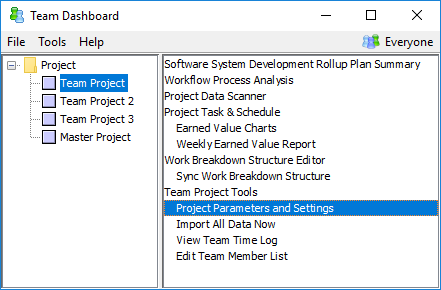 Team Dashboard
File Tools Help Everyone
Project
Team Project
Team Project 2
Team Project 3
Master Project
Software System Development Rollup Plan Summary
Workflow Process Analysis
Project Data Scanner
Project Task & Schedule
Earned Value Charts
Weekly Earned Value Report
Work Breakdown Structure Editor
Sync Work Breakdown Structure
Team Project Tools
Project Parameters and Settings
Import All Data Now
View Team Time Log
Edit Team Member List